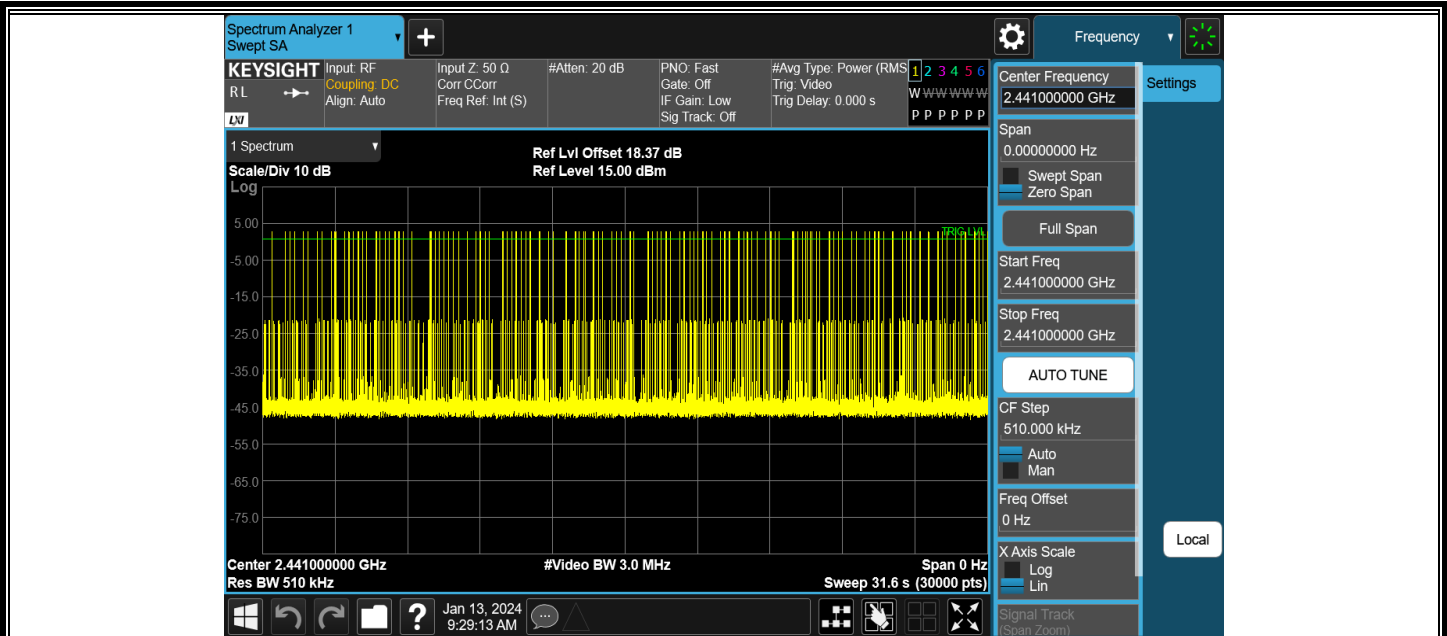 Spectrum Analyzer 1
Swept SA
+
Frequency
KEYSIGHT
RL
LXI
Input: RF
Coupling: DC
Align: Auto
Input Z: 50 Ω
Corr CCorr
Freq Ref: Int (S)
#Atten: 20 dB
PNO: Fast
Gate: Off
IF Gain: Low
Sig Track: Off
#Avg Type: Power (RMS
Trig: Video
Trig Delay: 0.000 s
1 2 3 4 5 6
W W W W W W
P P P P P P
1 Spectrum
Scale/Div 10 dB
Log
Ref Lvl Offset 18.37 dB
Ref Level 15.00 dBm
TRIG LVL
5.00
-5.00
-15.0
-25.0
-35.0
-45.0
-55.0
-65.0
-75.0
Center 2.441000000 GHz
Res BW 510 kHz
#Video BW 3.0 MHz
Span 0 Hz
Sweep 31.6 s (30000 pts)
?
Jan 13, 2024
9:29:13 AM
Center Frequency
2.441000000 GHz
Span
0.00000000 Hz
Swept Span
Zero Span
Full Span
Start Freq
2.441000000 GHz
Stop Freq
2.441000000 GHz
AUTO TUNE
CF Step
510.000 kHz
Auto
Man
Freq Offset
0 Hz
X Axis Scale
Log
Lin
Signal Track
(Span Zoom)
Settings
Local